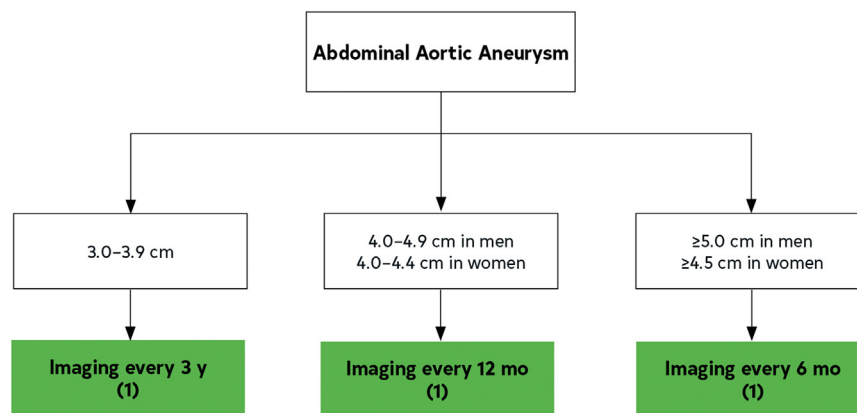 Abdominal Aortic Aneurysm
3.0–3.9 cm
4.0–4.9 cm in men
4.0–4.4 cm in women
≥5.0 cm in men
≥4.5 cm in women
Imaging every 3 y
(1)
Imaging every 12 mo
(1)
Imaging every 6 mo
(1)